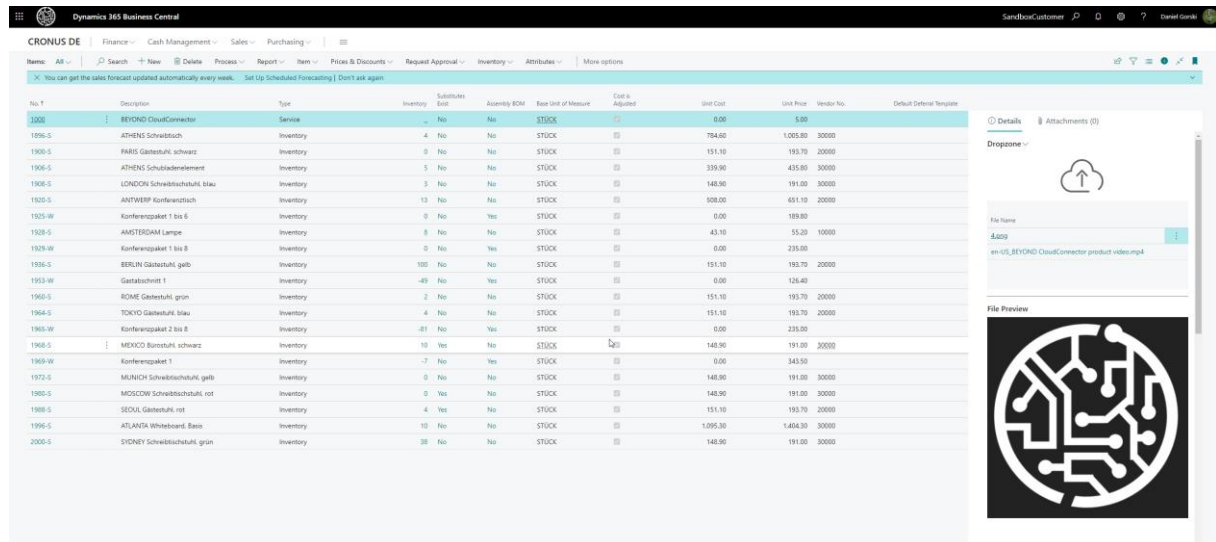 Dynamics 365 Business Central SandboxCustomer ? Daniel Gorski
CRONUS DE Finance Cash Management Sales Purchasing
Items: All Search + New Delete Process Report Item Prices & Discounts Request Approval Inventory Attributes More options
You can get the sales forecast updated automatically every week. Set Up Scheduled Forecasting | Don't ask again
No. ↑ Description Type Inventory Substitutes Exist Assembly BOM Base Unit of Measure Cost is Adjusted Unit Cost Unit Price Vendor No. Default Deferral Template
1000 BEYOND CloudConnector Service _ No No STÜCK 0.00 5.00
1896-S ATHENS Schreibtisch Inventory 4 No No STÜCK 784.60 1,005.80 30000
1900-S PARIS Gästestuhl, schwarz Inventory 0 No No STÜCK 151.10 193.70 20000
1906-S ATHENS Schubladenelement Inventory 5 No No STÜCK 339.90 435.80 30000
1908-S LONDON Schreibtischstuhl, blau Inventory 3 No No STÜCK 148.90 191.00 30000
1920-S ANTWERP Konferenztisch Inventory 13 No No STÜCK 508.00 651.10 20000
1925-W Konferenzpaket 1 bis 6 Inventory 0 No Yes STÜCK 0.00 189.80
1928-S AMSTERDAM Lampe Inventory 8 No No STÜCK 43.10 55.20 10000
1929-W Konferenzpaket 1 bis 8 Inventory 0 No Yes STÜCK 0.00 235.00
1936-S BERLIN Gästestuhl, gelb Inventory 100 No No STÜCK 151.10 193.70 20000
1953-W Gastabschnitt 1 Inventory -49 No Yes STÜCK 0.00 126.40
1960-S ROME Gästestuhl, grün Inventory 2 No No STÜCK 151.10 193.70 20000
1964-S TOKYO Gästestuhl, blau Inventory 4 No No STÜCK 151.10 193.70 20000
1965-W Konferenzpaket 2 bis 8 Inventory -81 No Yes STÜCK 0.00 235.00
1968-S MEXICO Bürostuhl, schwarz Inventory 10 Yes No STÜCK 148.90 191.00 30000
1969-W Konferenzpaket 1 Inventory -7 No Yes STÜCK 0.00 343.50
1972-S MUNICH Schreibtischstuhl, gelb Inventory 0 No No STÜCK 148.90 191.00 30000
1980-S MOSCOW Schreibtischstuhl, rot Inventory Yes No STÜCK 148.90 191.00 30000
1988-S SEOUL Gästestuhl, rot Inventory 4 Yes No STÜCK 151.10 193.70 20000
1996-S ATLANTA Whiteboard, Basis Inventory 10 No No STÜCK 1,095.30 1,404.30 30000
2000-S SYDNEY Schreibtischstuhl, grün Inventory 38 No No STÜCK 148.90 191.00 30000
Details Attachments (0)
Dropzone
File Name
4.png
en-US_BEYOND CloudConnector product video.mp4
File Preview